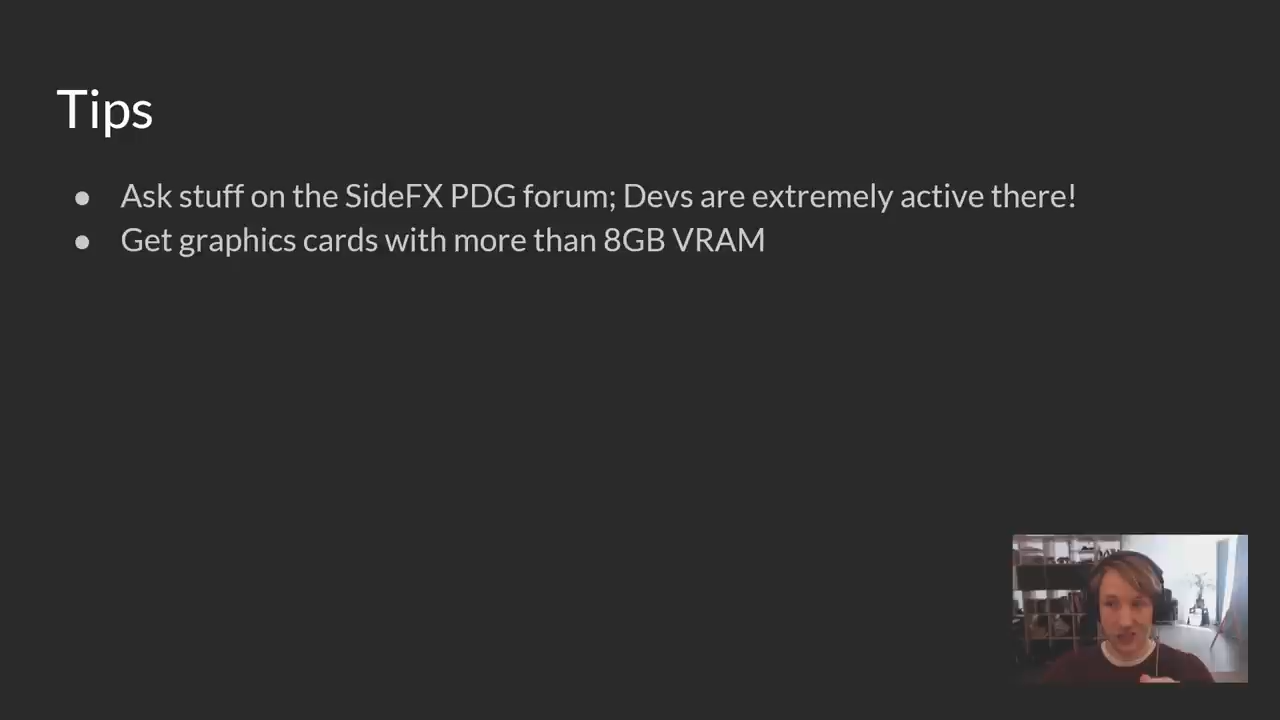 Tips
● Ask stuff on the SideFX PDG forum; Devs are extremely active there!
● Get graphics cards with more than 8GB VRAM